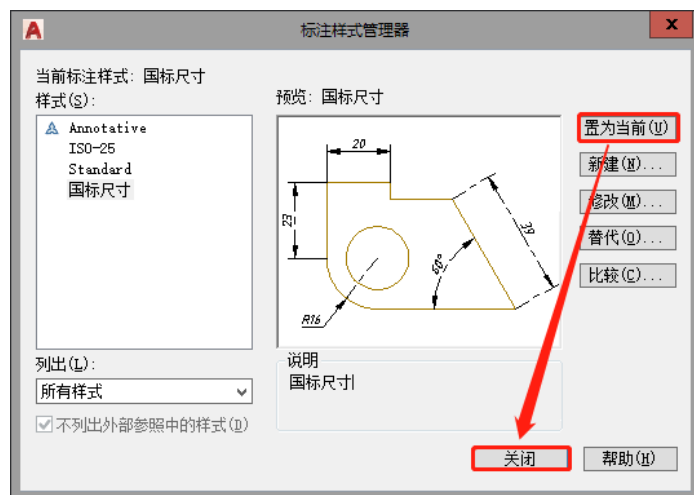 标注样式管理器
当前标注样式: 国标尺寸
样式(S):
Annotative
ISO-25
Standard
国标尺寸
预览: 国标尺寸
20
23
39
60°
R16
置为当前(U)
新建(N)...
修改(M)...
替代(O)...
比较(C)...
列出(L):
所有样式
不列出外部参照中的样式(D)
说明
国标尺寸
关闭
帮助(H)